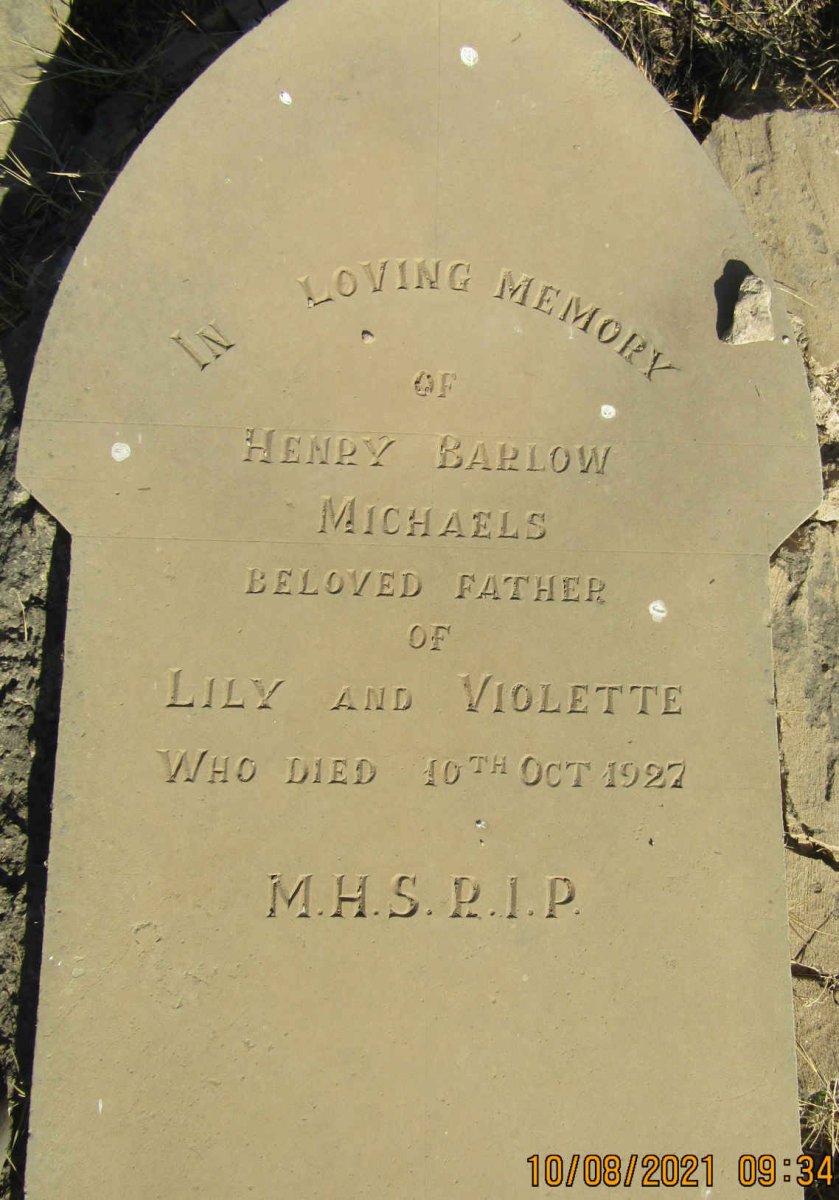 IN LOVING MEMORY
OF
HENRY BARLOW
MICHAELS
BELOVED FATHER
OF
LILY AND VIOLETTE
WHO DIED 10TH OCT 1927
M.H.S.R.I.P.
10/08/2021 09:34